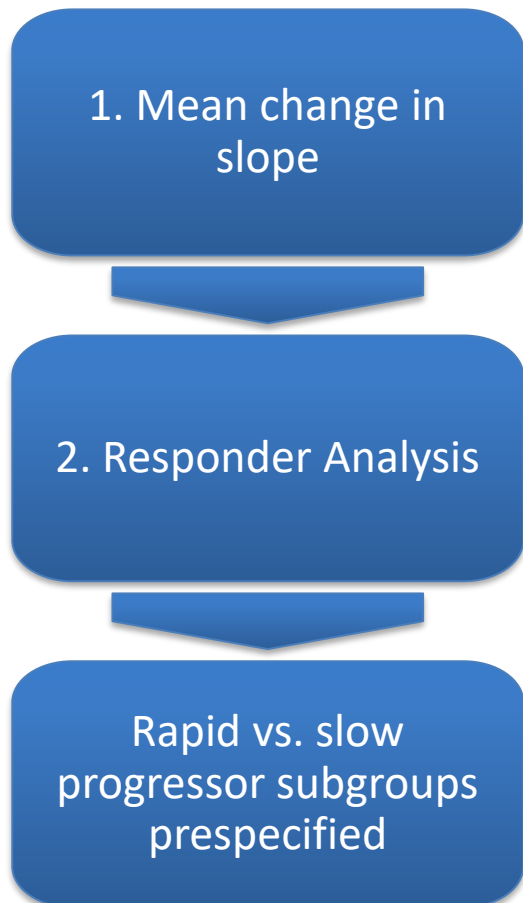 1. Mean change in
slope
2. Responder Analysis
Rapid vs. slow
progressor subgroups
prespecified